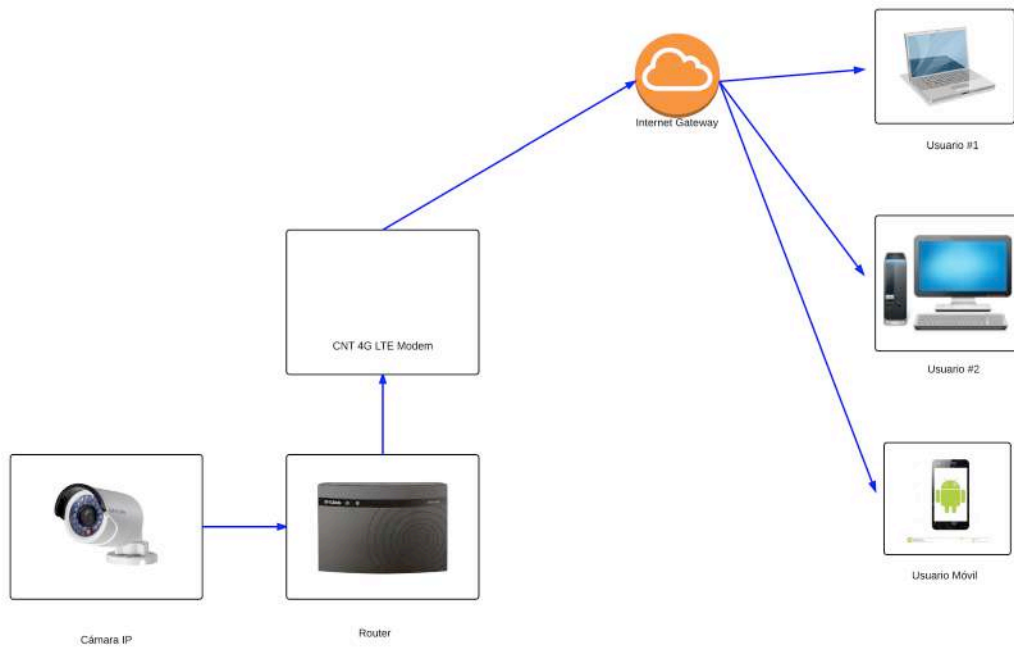 Internet Gateway
Usuario #1
CNT 4G LTE Modem
Usuario #2
Usuario Móvil
Cámara IP
Router